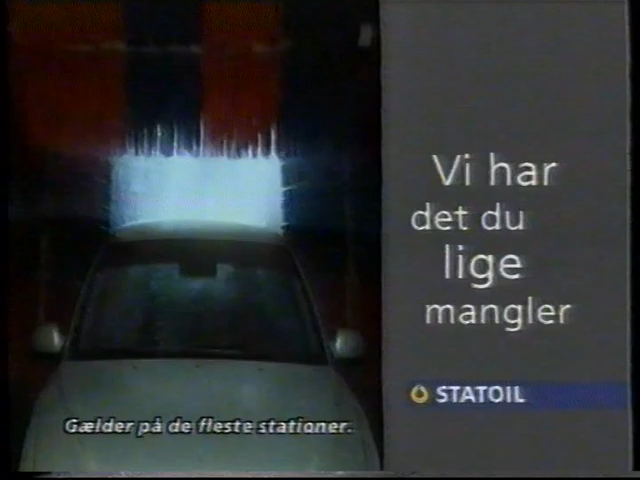 Vi har
det du
lige
mangler
STATOIL
Gælder på de fleste stationer.